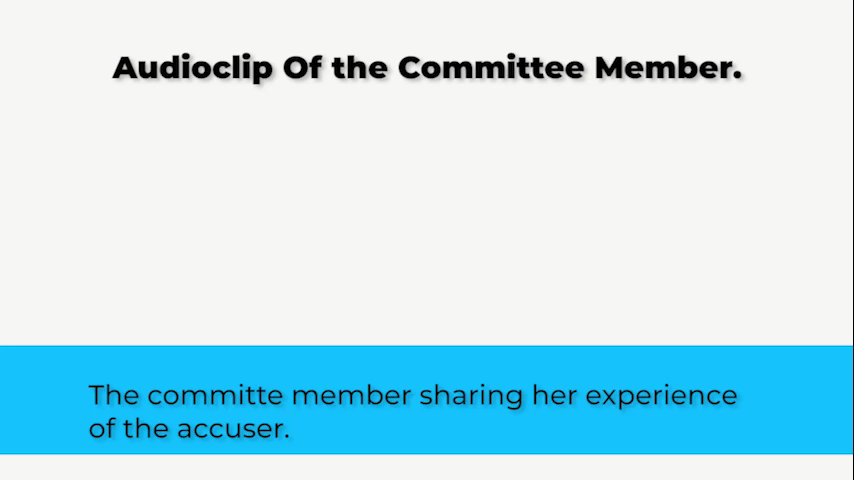 Audioclip Of the Committee Member.
The committe member sharing her experience
of the accuser.